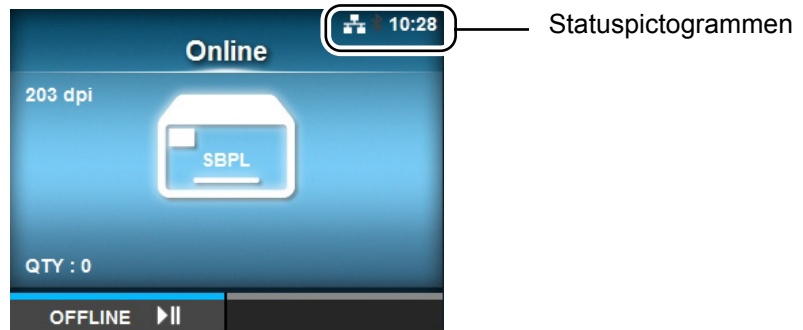 10:28
Statuspictogrammen
Online
203 dpi
SBPL
QTY : 0
OFFLINE